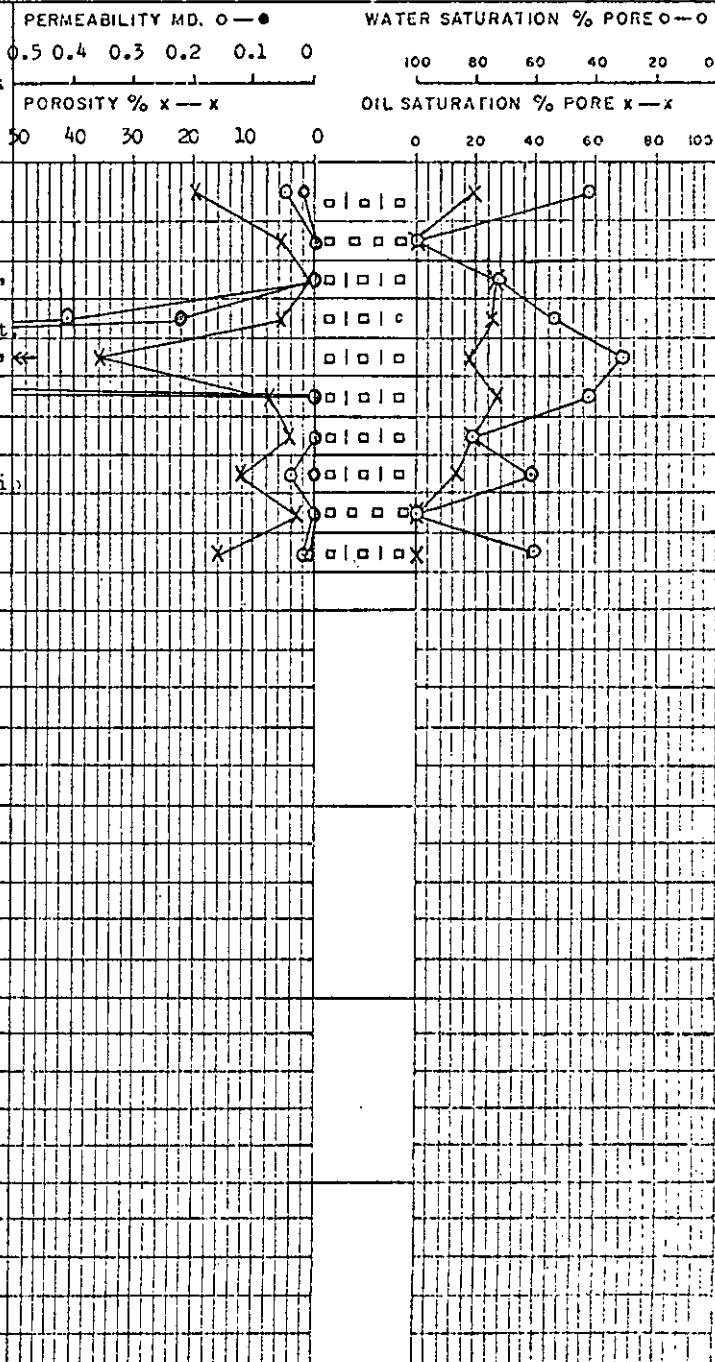 PERMEABILITY MD. o — ● WATER SATURATION % PORE o -- o
0.5 0.4 0.3 0.2 0.1 0 100 80 60 40 20 0
POROSITY % x -- x OIL SATURATION % PORE x — x
50 40 30 20 10 0 0 20 40 60 80 100